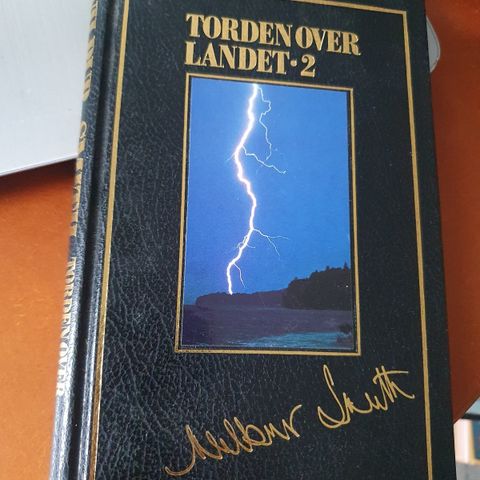 TORDEN OVER
LANDET · 2
Wilbur Smith
TORDEN OVER